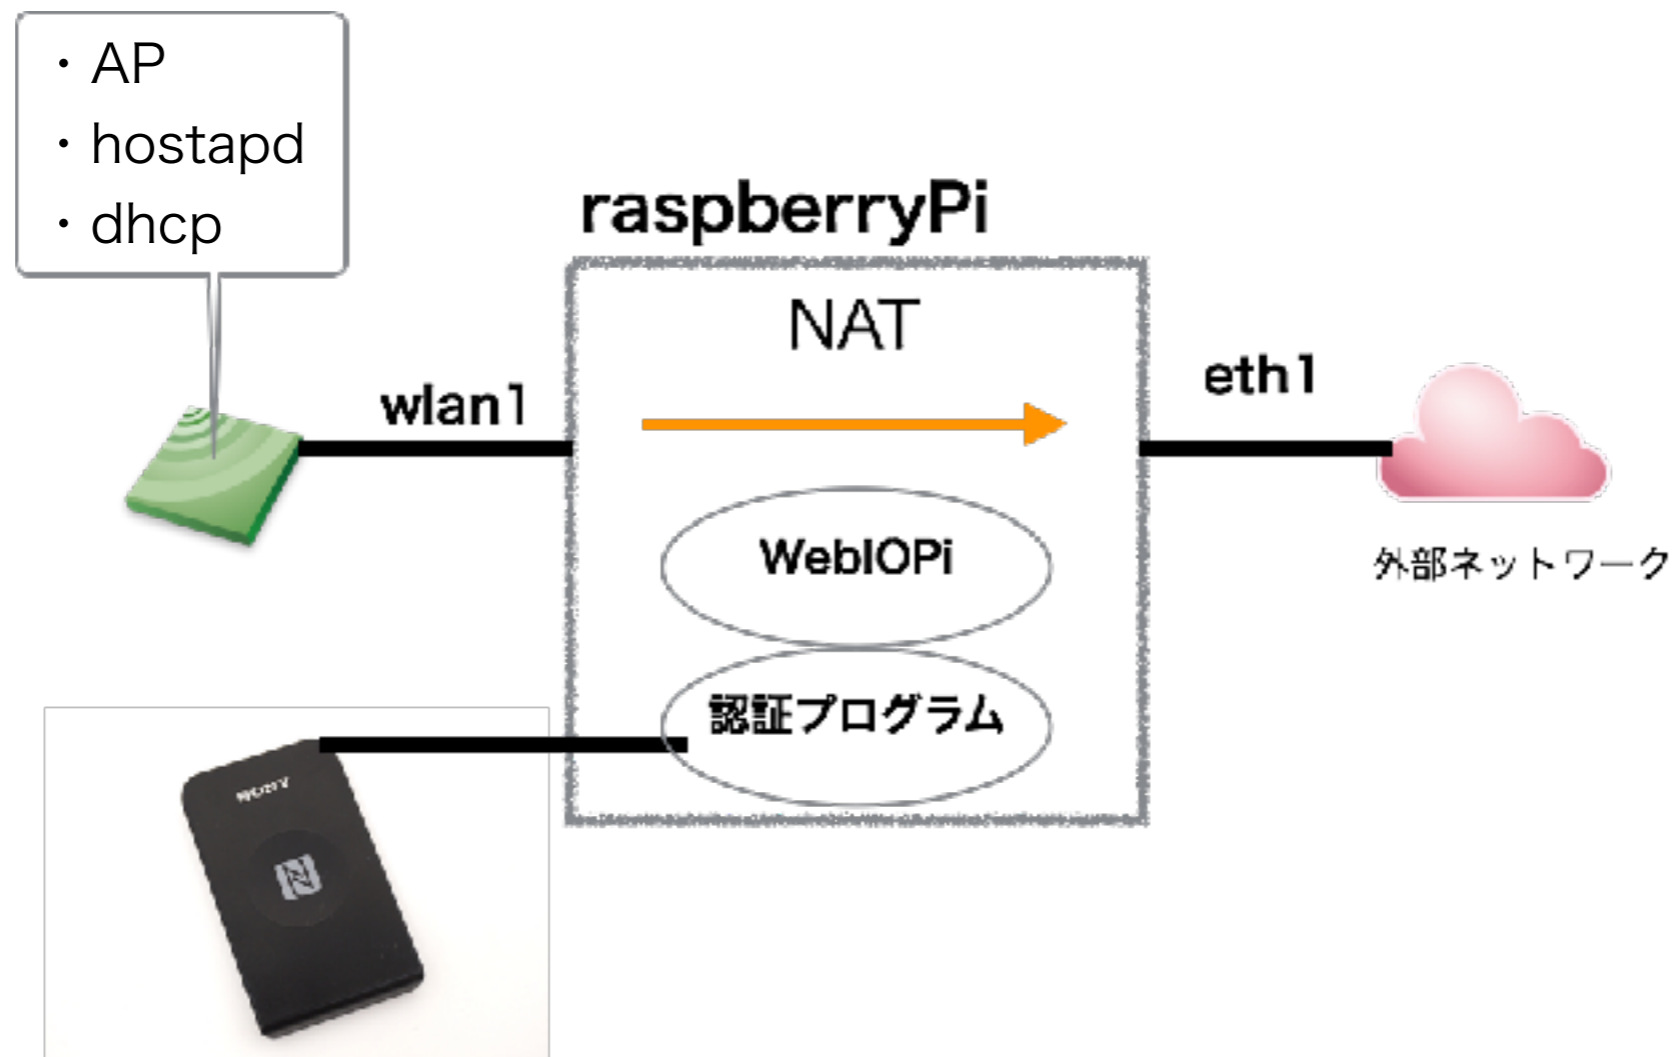 ・AP
・hostapd
・dhcp
raspberryPi
NAT
wlan1
eth1
WebIOPi
外部ネットワーク
認証プログラム
SONY